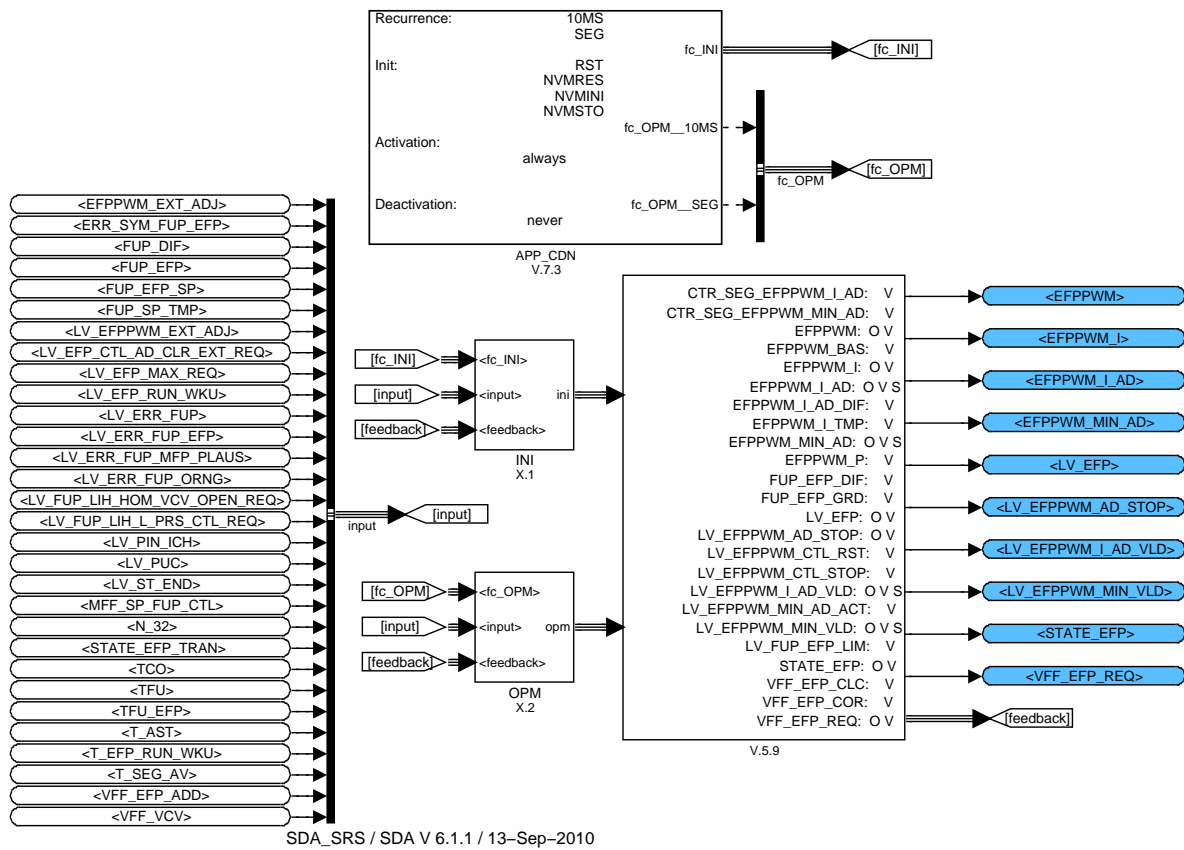 Recurrence:
10MS
SEG
Init:
RST
NVMRES
NVMINI
NVMSTO
Activation:
always
Deactivation:
never
fc_INI
fc_OPM__10MS
fc_OPM__SEG
APP_CDN
V.7.3
[fc_INI]
fc_OPM
[fc_OPM]
<EFPPWM_EXT_ADJ>
<ERR_SYM_FUP_EFP>
<FUP_DIF>
<FUP_EFP>
<FUP_EFP_SP>
<FUP_SP_TMP>
<LV_EFPPWM_EXT_ADJ>
<LV_EFP_CTL_AD_CLR_EXT_REQ>
<LV_EFP_MAX_REQ>
<LV_EFP_RUN_WKU>
<LV_ERR_FUP>
<LV_ERR_FUP_EFP>
<LV_ERR_FUP_MFP_PLAUS>
<LV_ERR_FUP_ORNG>
<LV_FUP_LIH_HOM_VCV_OPEN_REQ>
<LV_FUP_LIH_L_PRS_CTL_REQ>
<LV_PIN_ICH>
<LV_PUC>
<LV_ST_END>
<MFF_SP_FUP_CTL>
<N_32>
<STATE_EFP_TRAN>
<TCO>
<TFU>
<TFU_EFP>
<T_AST>
<T_EFP_RUN_WKU>
<T_SEG_AV>
<VFF_EFP_ADD>
<VFF_VCV>
input
[input]
[fc_INI]
[input]
[feedback]
<fc_INI>
<input>
<feedback>
ini
INI
X.1
[fc_OPM]
[input]
[feedback]
<fc_OPM>
<input>
<feedback>
opm
OPM
X.2
CTR_SEG_EFPPWM_I_AD: V
CTR_SEG_EFPPWM_MIN_AD: V
EFPPWM: O V
EFPPWM_BAS: V
EFPPWM_I: O V
EFPPWM_I_AD: O V S
EFPPWM_I_AD_DIF: V
EFPPWM_I_TMP: V
EFPPWM_MIN_AD: O V S
EFPPWM_P: V
FUP_EFP_DIF: V
FUP_EFP_GRD: V
LV_EFP: O V
LV_EFPPWM_AD_STOP: O V
LV_EFPPWM_CTL_RST: V
LV_EFPPWM_CTL_STOP: V
LV_EFPPWM_I_AD_VLD: O V S
LV_EFPPWM_MIN_AD_ACT: V
LV_EFPPWM_MIN_VLD: O V S
LV_FUP_EFP_LIM: V
STATE_EFP: O V
VFF_EFP_CLC: V
VFF_EFP_COR: V
VFF_EFP_REQ: O V
V.5.9
<EFPPWM>
<EFPPWM_I>
<EFPPWM_I_AD>
<EFPPWM_MIN_AD>
<LV_EFP>
<LV_EFPPWM_AD_STOP>
<LV_EFPPWM_I_AD_VLD>
<LV_EFPPWM_MIN_VLD>
<STATE_EFP>
<VFF_EFP_REQ>
[feedback]
SDA_SRS / SDA V 6.1.1 / 13–Sep–2010